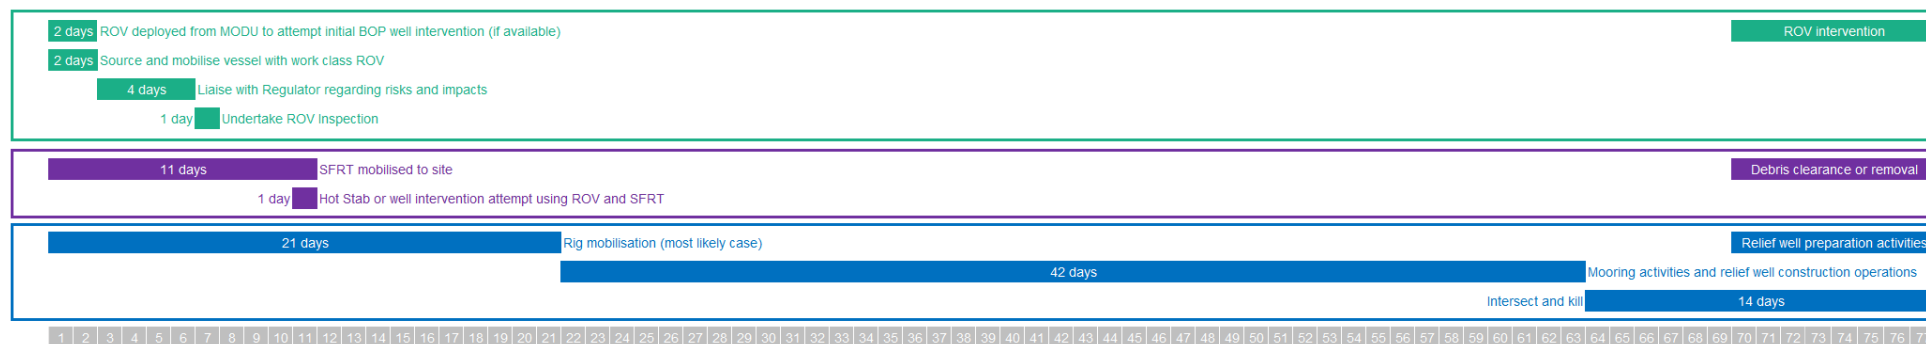 2 days ROV deployed from MODU to attempt initial BOP well intervention (if available) ROV intervention
2 days Source and mobilise vessel with work class ROV
4 days Liaise with Regulator regarding risks and impacts
1 day Undertake ROV Inspection
11 days SFRT mobilised to site Debris clearance or removal
1 day Hot Stab or well intervention attempt using ROV and SFRT
21 days Rig mobilisation (most likely case) Relief well preparation activities
42 days Mooring activities and relief well construction operations
Intersect and kill 14 days
1 2 3 4 5 6 7 8 9 10 11 12 13 14 15 16 17 18 19 20 21 22 23 24 25 26 27 28 29 30 31 32 33 34 35 36 37 38 39 40 41 42 43 44 45 46 47 48 49 50 51 52 53 54 55 56 57 58 59 60 61 62 63 64 65 66 67 68 69 70 71 72 73 74 75 76 77